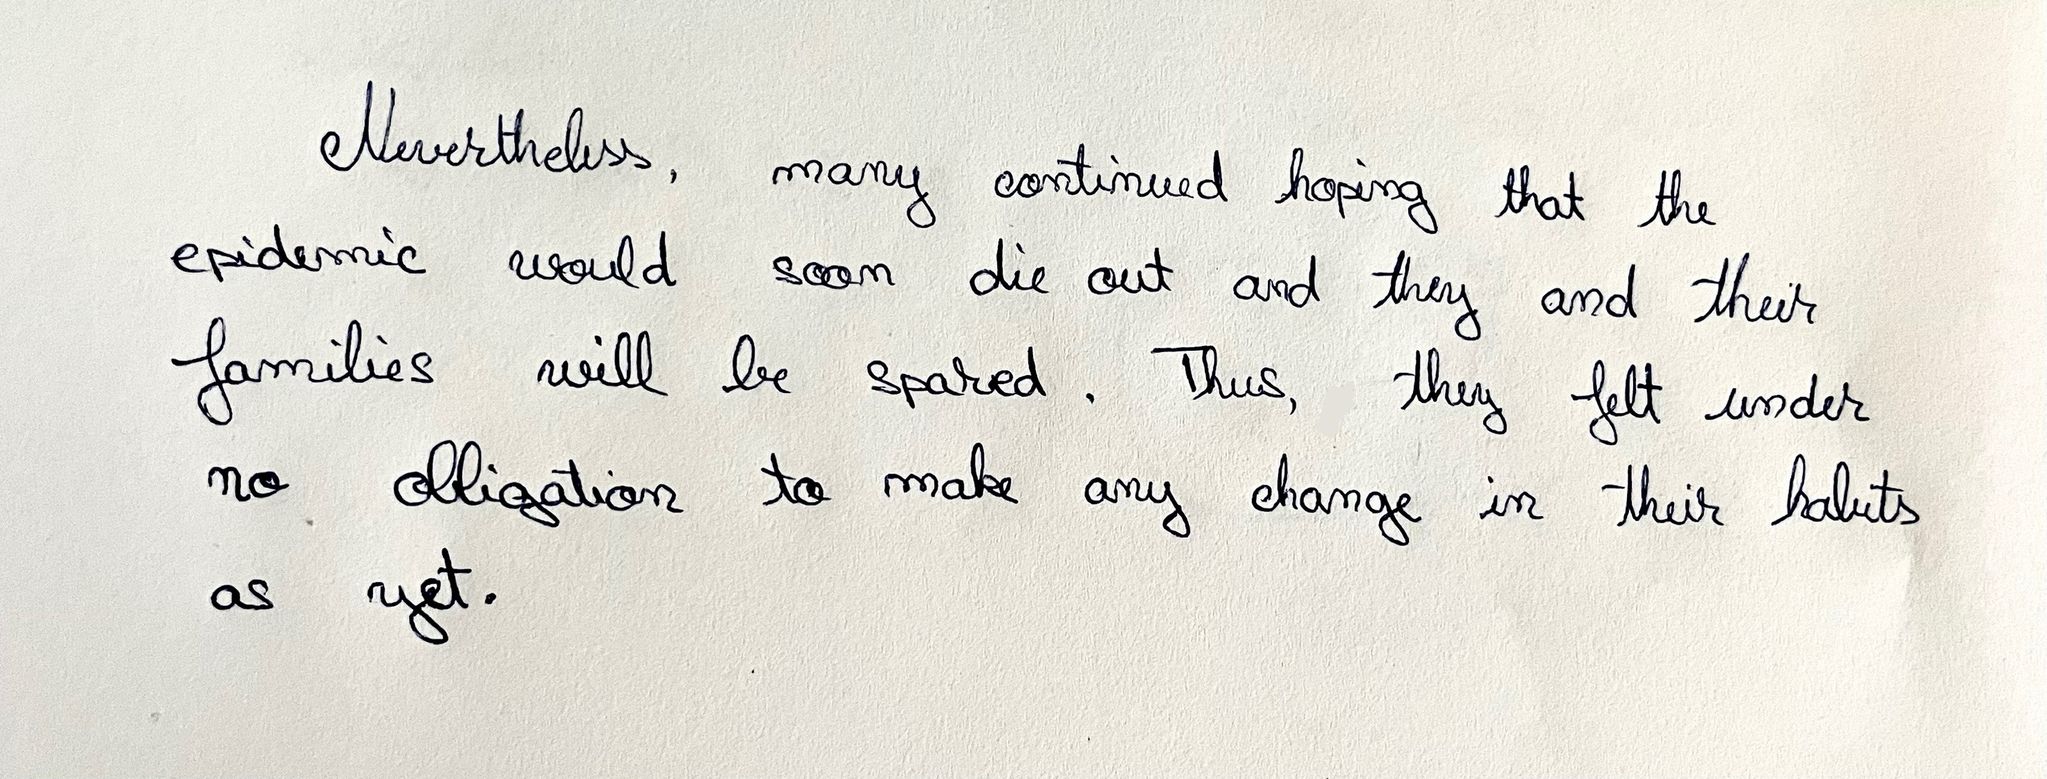 Nevertheless, many continued hoping that the
epidemic would soon die out and they and their
families will be spared. Thus, they felt under
no obligation to make any change in their habits
as yet.